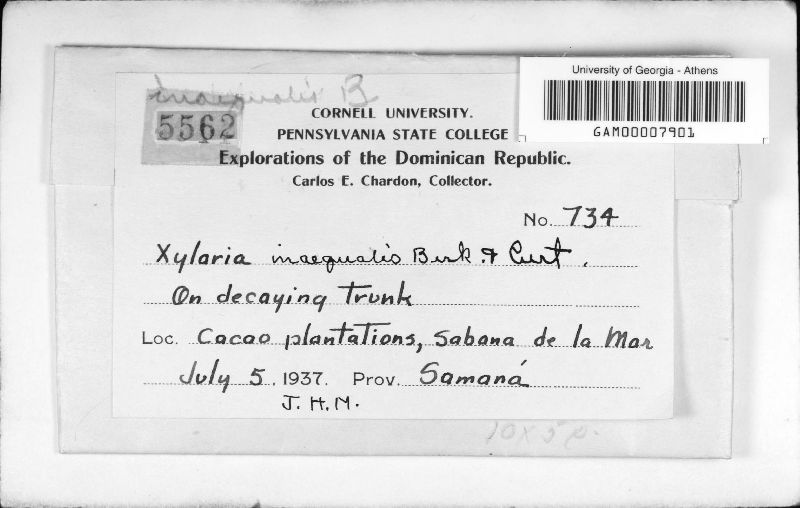 University of Georgia - Athens
GAM00007901
inaequalis B
5562
CORNELL UNIVERSITY.
PENNSYLVANIA STATE COLLEGE
Explorations of the Dominican Republic.
Carlos E. Chardon, Collector.
No. 734
Xylaria inaequalis Berk & Curt.
On decaying Trunk
Loc. Cacao plantations, Sabana de la Mar
July 5, 1937. Prov. Samaná
J. H. M.